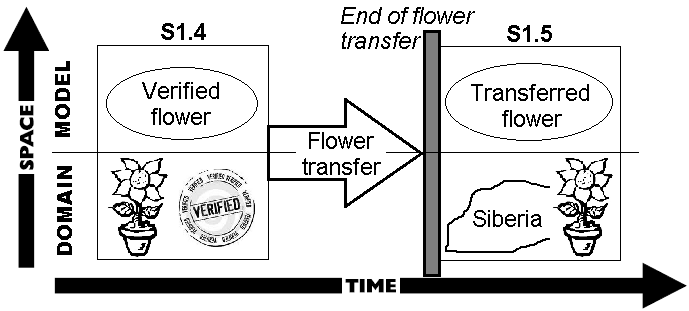 End of flower
transfer
S1.4
S1.5
SPACE
MODEL
DOMAIN
Verified
flower
Flower
transfer
Transferred
flower
VERIFIED
Siberia
TIME